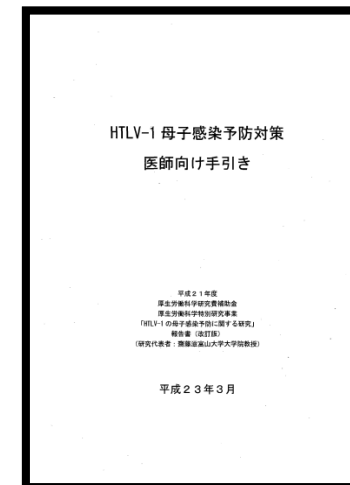 HTLV-1 母子感染予防対策
医師向け手引き
平成21年度
厚生労働科学研究費補助金
厚生労働科学特別研究事業
「HTLV-1の母子感染予防に関する研究」
報告書（改訂版）
（研究代表者：齋藤滋富山大学大学院教授）
平成23年3月